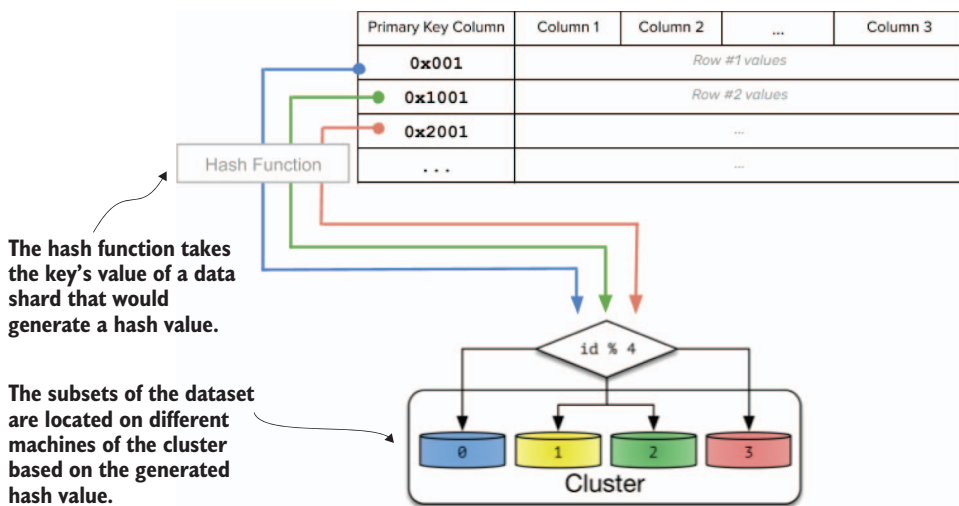 Primary Key Column Column 1 Column 2 ... Column 3
0x001 Row #1 values
0x1001 Row #2 values
0x2001 ...
... ...
Hash Function
The hash function takes
the key's value of a data
shard that would
generate a hash value.
id % 4
The subsets of the dataset
are located on different
machines of the cluster
based on the generated
hash value.
0 1 2 3
Cluster